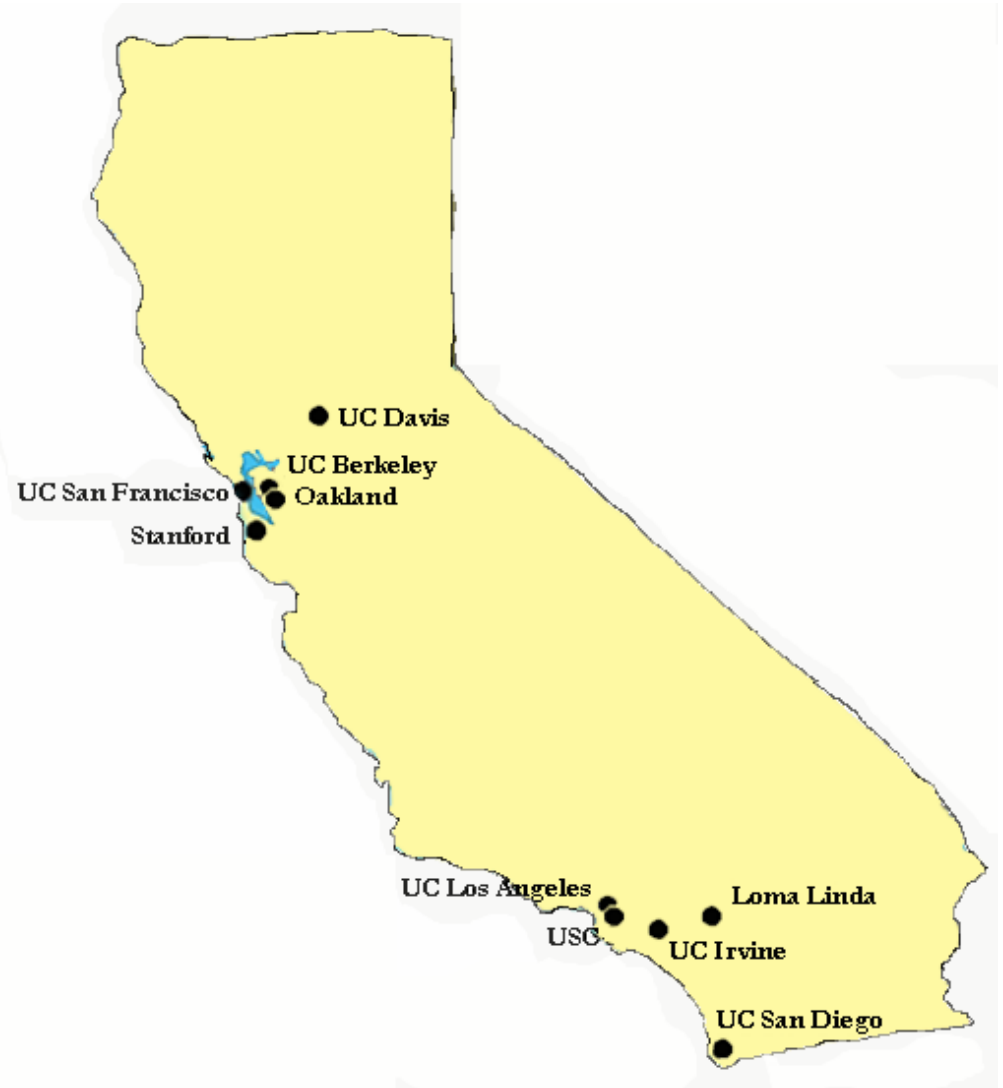 UC Davis
UC Berkeley
UC San Francisco
Oakland
Stanford
UC Los Angeles
Loma Linda
USC
UC Irvine
UC San Diego